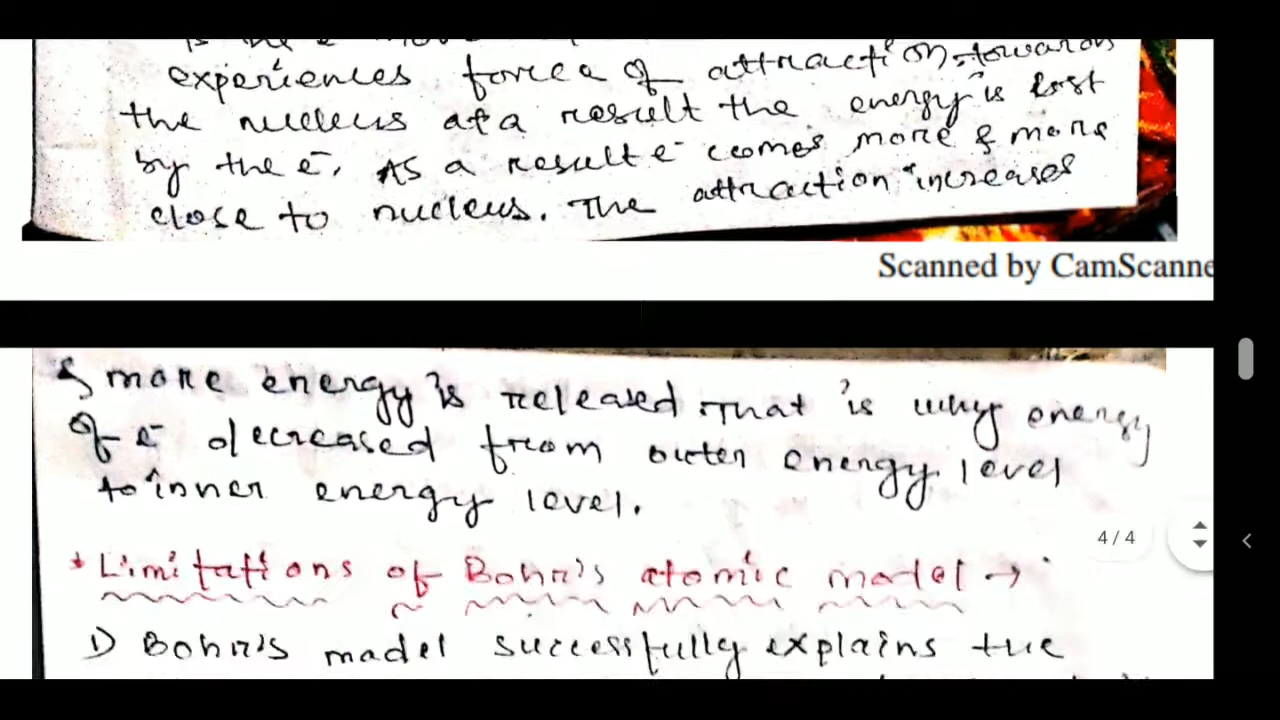 experiences force a of attraction, towards
the nucleus at a result the energy is lost
by the e⁻. As a result e⁻ comes more & more
close to nucleus. The attraction increases
Scanned by CamScanne
& more energy is released. That is why energy
of e⁻ decreased from outer energy level
to inner energy level.
* Limitations of Bohr's atomic model →
4 / 4
1) Bohr's model successfully explains the